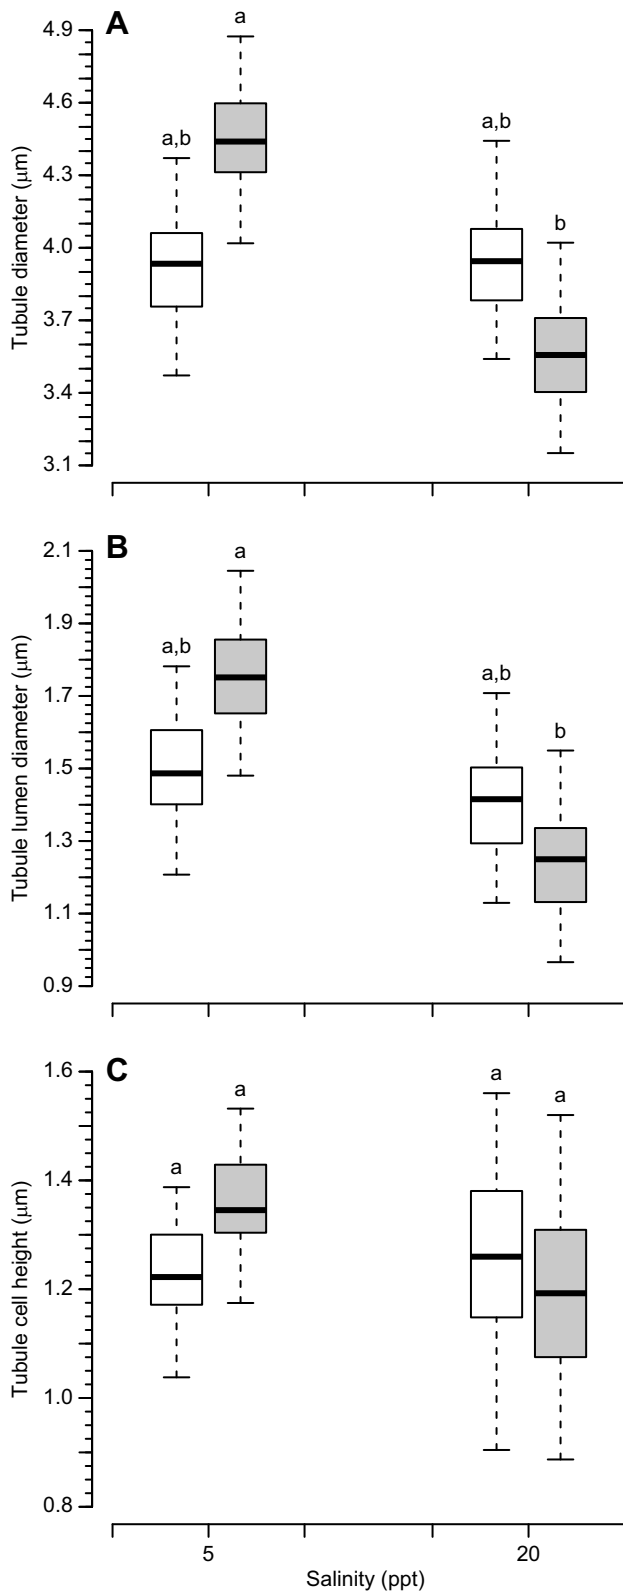 A
Tubule diameter (μm)
4.9
4.6
4.3
4.0
3.7
3.4
3.1
a,b
a
a,b
b
B
Tubule lumen diameter (μm)
2.1
1.9
1.7
1.5
1.3
1.1
0.9
a,b
a
a,b
b
C
Tubule cell height (μm)
1.6
1.4
1.2
1.0
0.8
a
a
a
a
5
20
Salinity (ppt)